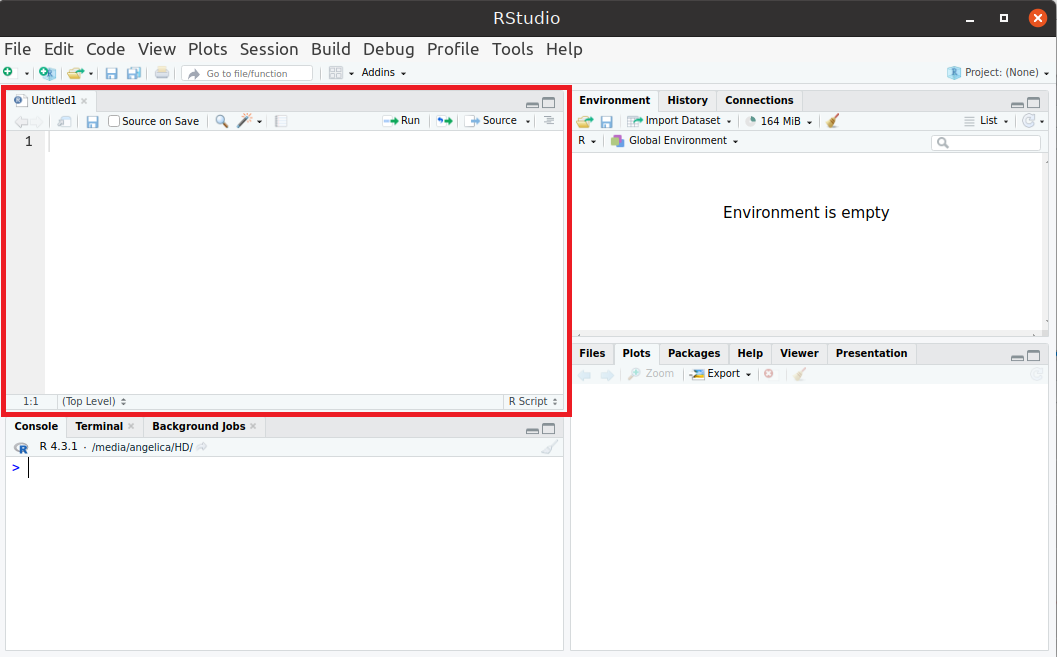 RStudio
File Edit Code View Plots Session Build Debug Profile Tools Help
Go to file/function Addins Project: (None)
Untitled1
Source on Save Run Source
1
1:1 (Top Level) R Script
Console Terminal Background Jobs
R 4.3.1 · /media/angelica/HD/
>
Environment History Connections
Import Dataset 164 MiB List
R Global Environment
Environment is empty
Files Plots Packages Help Viewer Presentation
Zoom Export